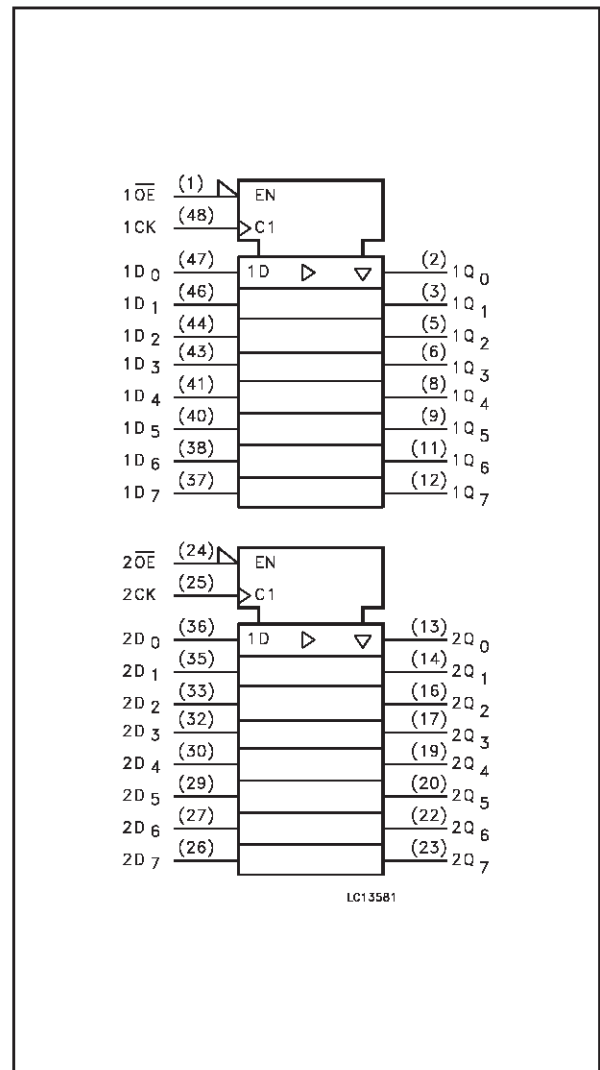 1O̅E̅ (1) EN
1CK (48) C1
1D0 (47) 1D (2) 1Q0
1D1 (46) (3) 1Q1
1D2 (44) (5) 1Q2
1D3 (43) (6) 1Q3
1D4 (41) (8) 1Q4
1D5 (40) (9) 1Q5
1D6 (38) (11) 1Q6
1D7 (37) (12) 1Q7
2O̅E̅ (24) EN
2CK (25) C1
2D0 (36) 1D (13) 2Q0
2D1 (35) (14) 2Q1
2D2 (33) (16) 2Q2
2D3 (32) (17) 2Q3
2D4 (30) (19) 2Q4
2D5 (29) (20) 2Q5
2D6 (27) (22) 2Q6
2D7 (26) (23) 2Q7
LC13581